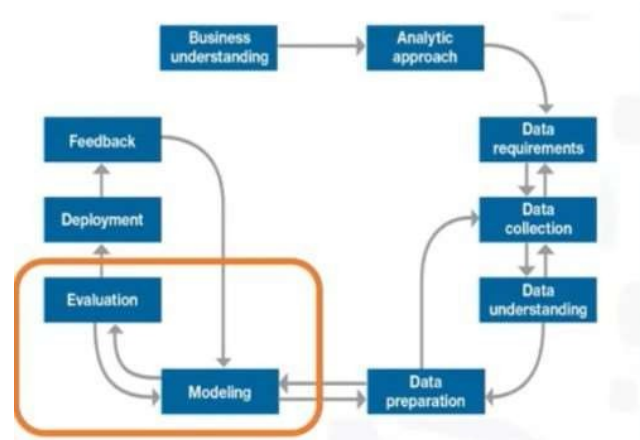 Business
understanding
Analytic
approach
Feedback
Data
requirements
Deployment
Data
collection
Evaluation
Data
understanding
Modeling
Data
preparation